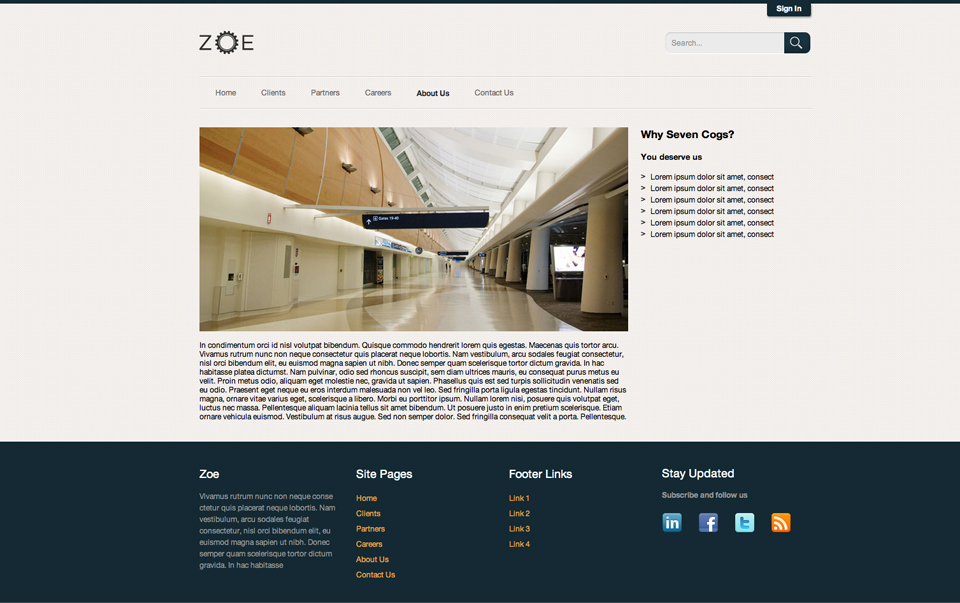 Sign In
ZOE
Search...
Home Clients Partners Careers About Us Contact Us
Gates 19-40
Why Seven Cogs?
You deserve us
> Lorem ipsum dolor sit amet, consect
> Lorem ipsum dolor sit amet, consect
> Lorem ipsum dolor sit amet, consect
> Lorem ipsum dolor sit amet, consect
> Lorem ipsum dolor sit amet, consect
> Lorem ipsum dolor sit amet, consect
In condimentum orci id nisl volutpat bibendum. Quisque commodo hendrerit lorem quis egestas. Maecenas quis tortor arcu.
Vivamus rutrum nunc non neque consectetur quis placerat neque lobortis. Nam vestibulum, arcu sodales feugiat consectetur,
nisl orci bibendum elit, eu euismod magna sapien ut nibh. Donec semper quam scelerisque tortor dictum gravida. In hac
habitasse platea dictumst. Nam pulvinar, odio sed rhoncus suscipit, sem diam ultrices mauris, eu consequat purus metus eu
velit. Proin metus odio, aliquam eget molestie nec, gravida ut sapien. Phasellus quis est sed turpis sollicitudin venenatis sed
eu odio. Praesent eget neque eu eros interdum malesuada non vel leo. Sed fringilla porta ligula egestas tincidunt. Nullam risus
magna, ornare vitae varius eget, scelerisque a libero. Morbi eu porttitor ipsum. Nullam lorem nisi, posuere quis volutpat eget,
luctus nec massa. Pellentesque aliquam lacinia tellus sit amet bibendum. Ut posuere justo in enim pretium scelerisque. Etiam
ornare vehicula euismod. Vestibulum at risus augue. Sed non semper dolor. Sed fringilla consequat velit a porta. Pellentesque.
Zoe
Vivamus rutrum nunc non neque conse
ctetur quis placerat neque lobortis. Nam
vestibulum, arcu sodales feugiat
consectetur, nisl orci bibendum elit, eu
euismod magna sapien ut nibh. Donec
semper quam scelerisque tortor dictum
gravida. In hac habitasse
Site Pages
Home
Clients
Partners
Careers
About Us
Contact Us
Footer Links
Link 1
Link 2
Link 3
Link 4
Stay Updated
Subscribe and follow us
in
f
t